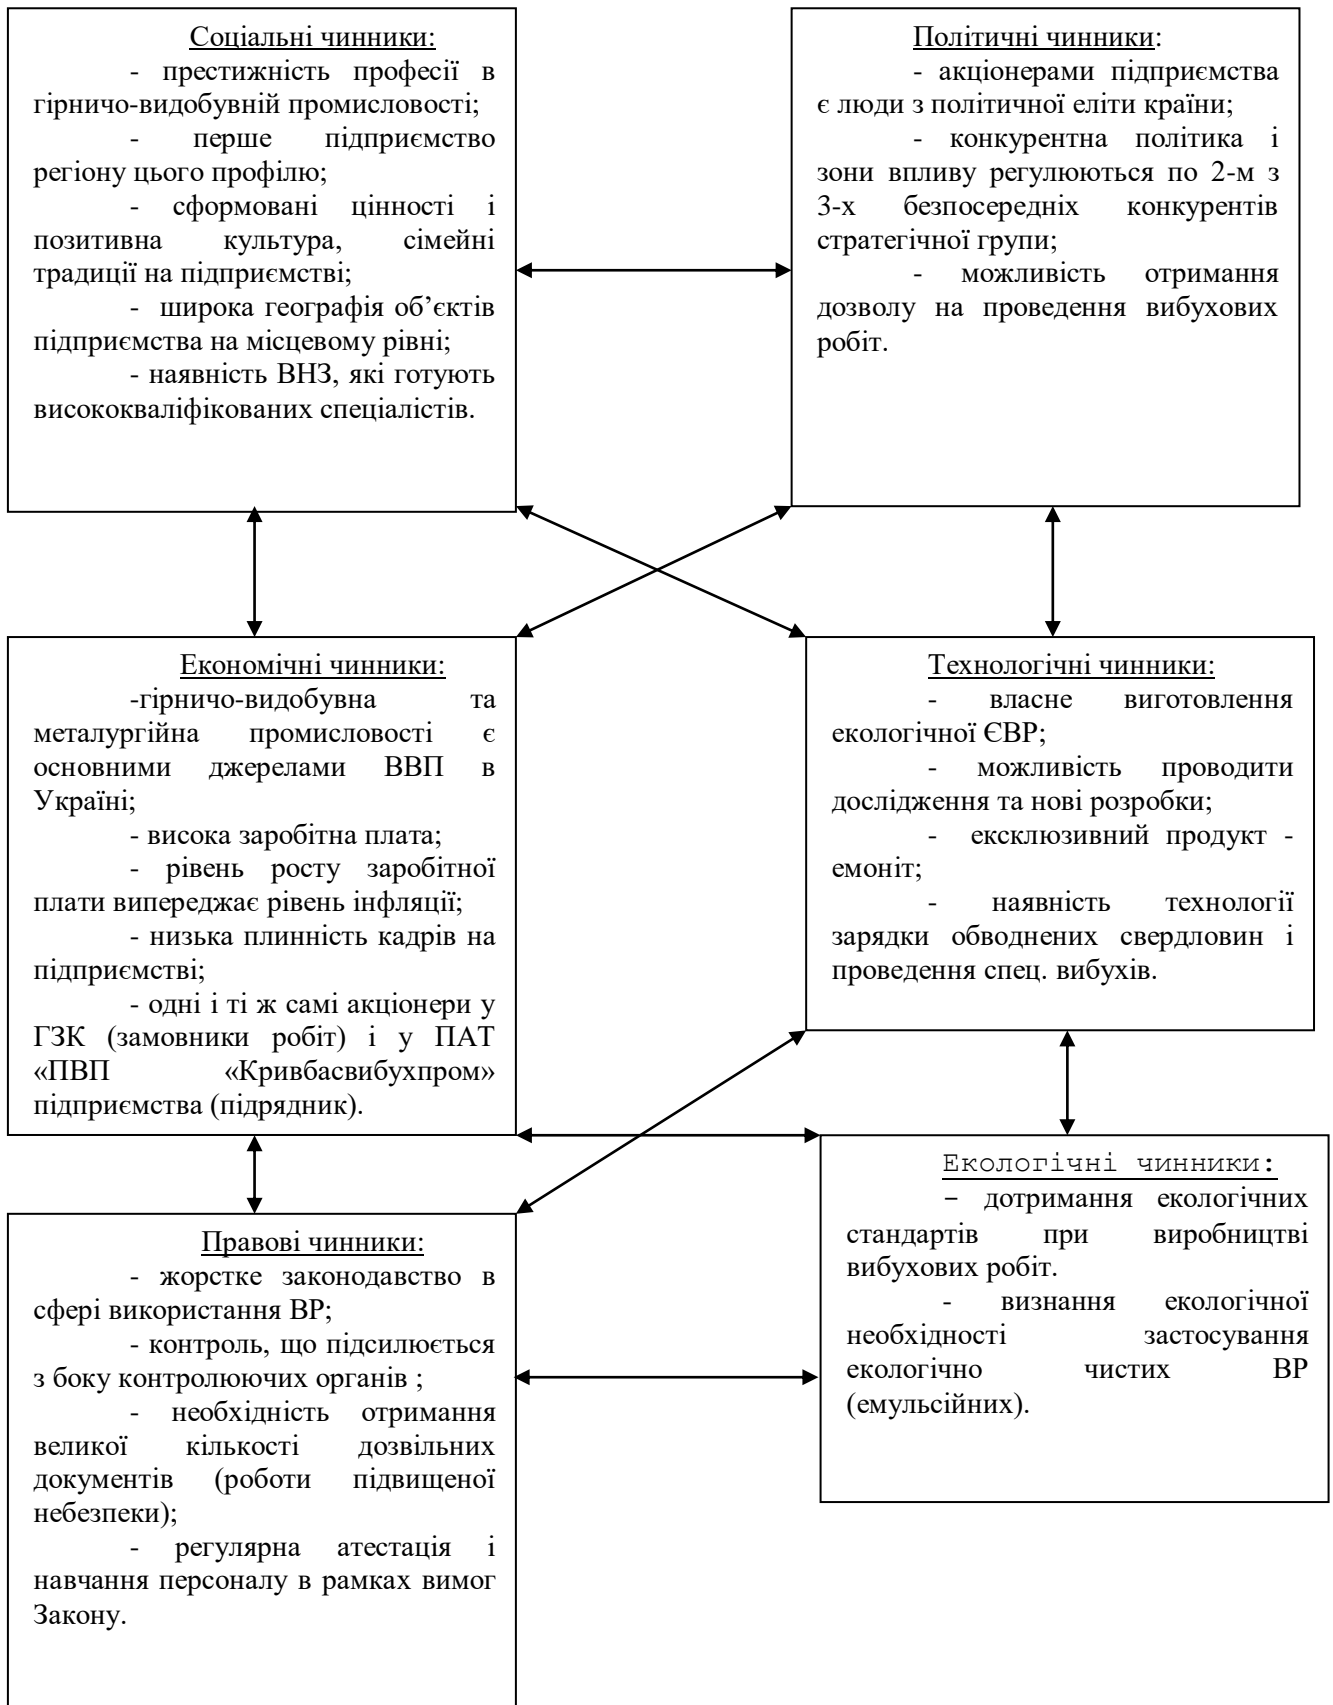 Соціальні чинники:
- престижність професії в
гірничо-видобувній промисловості;
- перше підприємство
регіону цього профілю;
- сформовані цінності і
позитивна культура, сімейні
традиції на підприємстві;
- широка географія об’єктів
підприємства на місцевому рівні;
- наявність ВНЗ, які готують
висококваліфікованих спеціалістів.
Політичні чинники:
- акціонерами підприємства
є люди з політичної еліти країни;
- конкурентна політика і
зони впливу регулюються по 2-м з
3-х безпосередніх конкурентів
стратегічної групи;
- можливість отримання
дозволу на проведення вибухових
робіт.
Економічні чинники:
-гірничо-видобувна та
металургійна промисловості є
основними джерелами ВВП в
Україні;
- висока заробітна плата;
- рівень росту заробітної
плати випереджає рівень інфляції;
- низька плинність кадрів на
підприємстві;
- одні і ті ж самі акціонери у
ГЗК (замовники робіт) і у ПАТ
«ПВП «Кривбасвибухпром»
підприємства (підрядник).
Технологічні чинники:
- власне виготовлення
екологічної ЄВР;
- можливість проводити
дослідження та нові розробки;
- ексклюзивний продукт -
емоніт;
- наявність технології
зарядки обводнених свердловин і
проведення спец. вибухів.
Екологічні чинники:
- дотримання екологічних
стандартів при виробництві
вибухових робіт.
- визнання екологічної
необхідності застосування
екологічно чистих ВР
(емульсійних).
Правові чинники:
- жорстке законодавство в
сфері використання ВР;
- контроль, що підсилюється
з боку контролюючих органів ;
- необхідність отримання
великої кількості дозвільних
документів (роботи підвищеної
небезпеки);
- регулярна атестація і
навчання персоналу в рамках вимог
Закону.